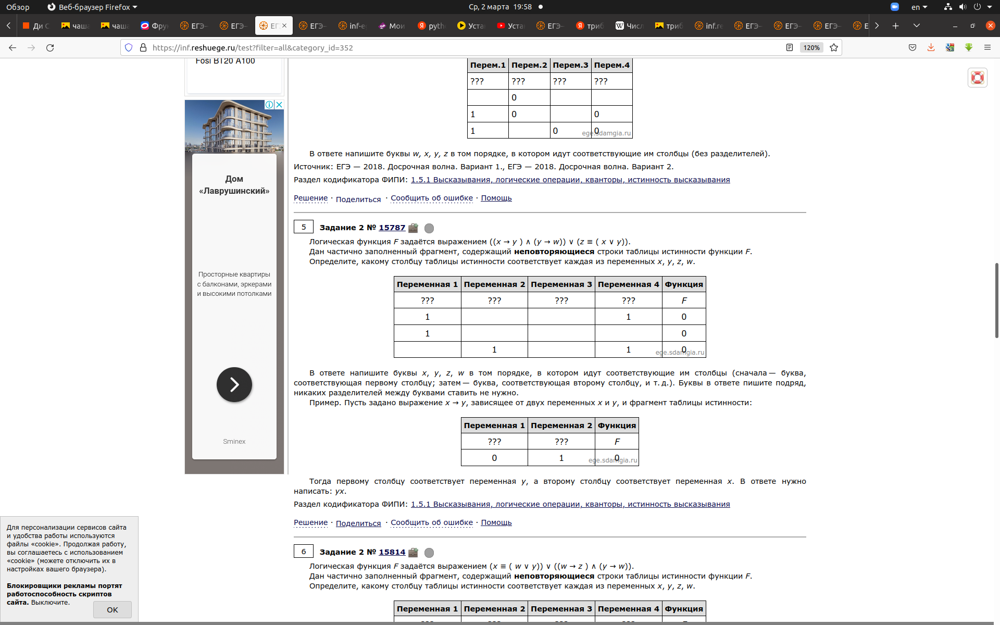 Обзор
Веб-браузер Firefox
Ср, 2 марта 19:58
en
Ди С
чаша
чаша
Фру
ЕГЭ-
ЕГЭ-
ЕГ
ЕГЭ-
inf-e
Мои
pyth
Уста
Уста
ЕГЭ-
триб
Числ
триб
inf.re
ЕГЭ-
ЕГЭ-
ЕГЭ-
Е
https://inf.reshuege.ru/test?filter=all&category_id=352
120%
Fosi BT20 A100
Перем.1 Перем.2 Перем.3 Перем.4
??? ??? ??? ???
0
1 0 0
1 0 0
ege.sdamgia.ru
В ответе напишите буквы w, x, y, z в том порядке, в котором идут соответствующие им столбцы (без разделителей).
Источник: ЕГЭ — 2018. Досрочная волна. Вариант 1., ЕГЭ — 2018. Досрочная волна. Вариант 2.
Раздел кодификатора ФИПИ: 1.5.1 Высказывания, логические операции, кванторы, истинность высказывания
Решение · Поделиться · Сообщить об ошибке · Помощь
Дом
«Лаврушинский»
Просторные квартиры
с балконами, эркерами
и высокими потолками
Sminex
5 Задание 2 № 15787
Логическая функция F задаётся выражением ((x → y ) ∧ (y → w)) ∨ (z ≡ ( x ∨ y)).
Дан частично заполненный фрагмент, содержащий неповторяющиеся строки таблицы истинности функции F.
Определите, какому столбцу таблицы истинности соответствует каждая из переменных x, y, z, w.
Переменная 1 Переменная 2 Переменная 3 Переменная 4 Функция
??? ??? ??? ??? F
1 1 0
1 0
1 1 0
ege.sdamgia.ru
В ответе напишите буквы x, y, z, w в том порядке, в котором идут соответствующие им столбцы (сначала — буква,
соответствующая первому столбцу; затем — буква, соответствующая второму столбцу, и т. д.). Буквы в ответе пишите подряд,
никаких разделителей между буквами ставить не нужно.
Пример. Пусть задано выражение x → y, зависящее от двух переменных x и y, и фрагмент таблицы истинности:
Переменная 1 Переменная 2 Функция
??? ??? F
0 1 0
ege.sdamgia.ru
Тогда первому столбцу соответствует переменная y, а второму столбцу соответствует переменная x. В ответе нужно
написать: yx.
Раздел кодификатора ФИПИ: 1.5.1 Высказывания, логические операции, кванторы, истинность высказывания
Решение · Поделиться · Сообщить об ошибке · Помощь
6 Задание 2 № 15814
Логическая функция F задаётся выражением (x ≡ ( w ∨ y)) ∨ ((w → z ) ∧ (y → w)).
Дан частично заполненный фрагмент, содержащий неповторяющиеся строки таблицы истинности функции F.
Определите, какому столбцу таблицы истинности соответствует каждая из переменных x, y, z, w.
Переменная 1 Переменная 2 Переменная 3 Переменная 4 Функция
Для персонализации сервисов сайта
и удобства работы используются
файлы «cookie». Продолжая работу,
вы соглашаетесь с использованием
«cookie» (можете отключить их в
настройках вашего браузера).
Блокировщики рекламы портят
работоспособность скриптов
сайта. Выключите.
OK